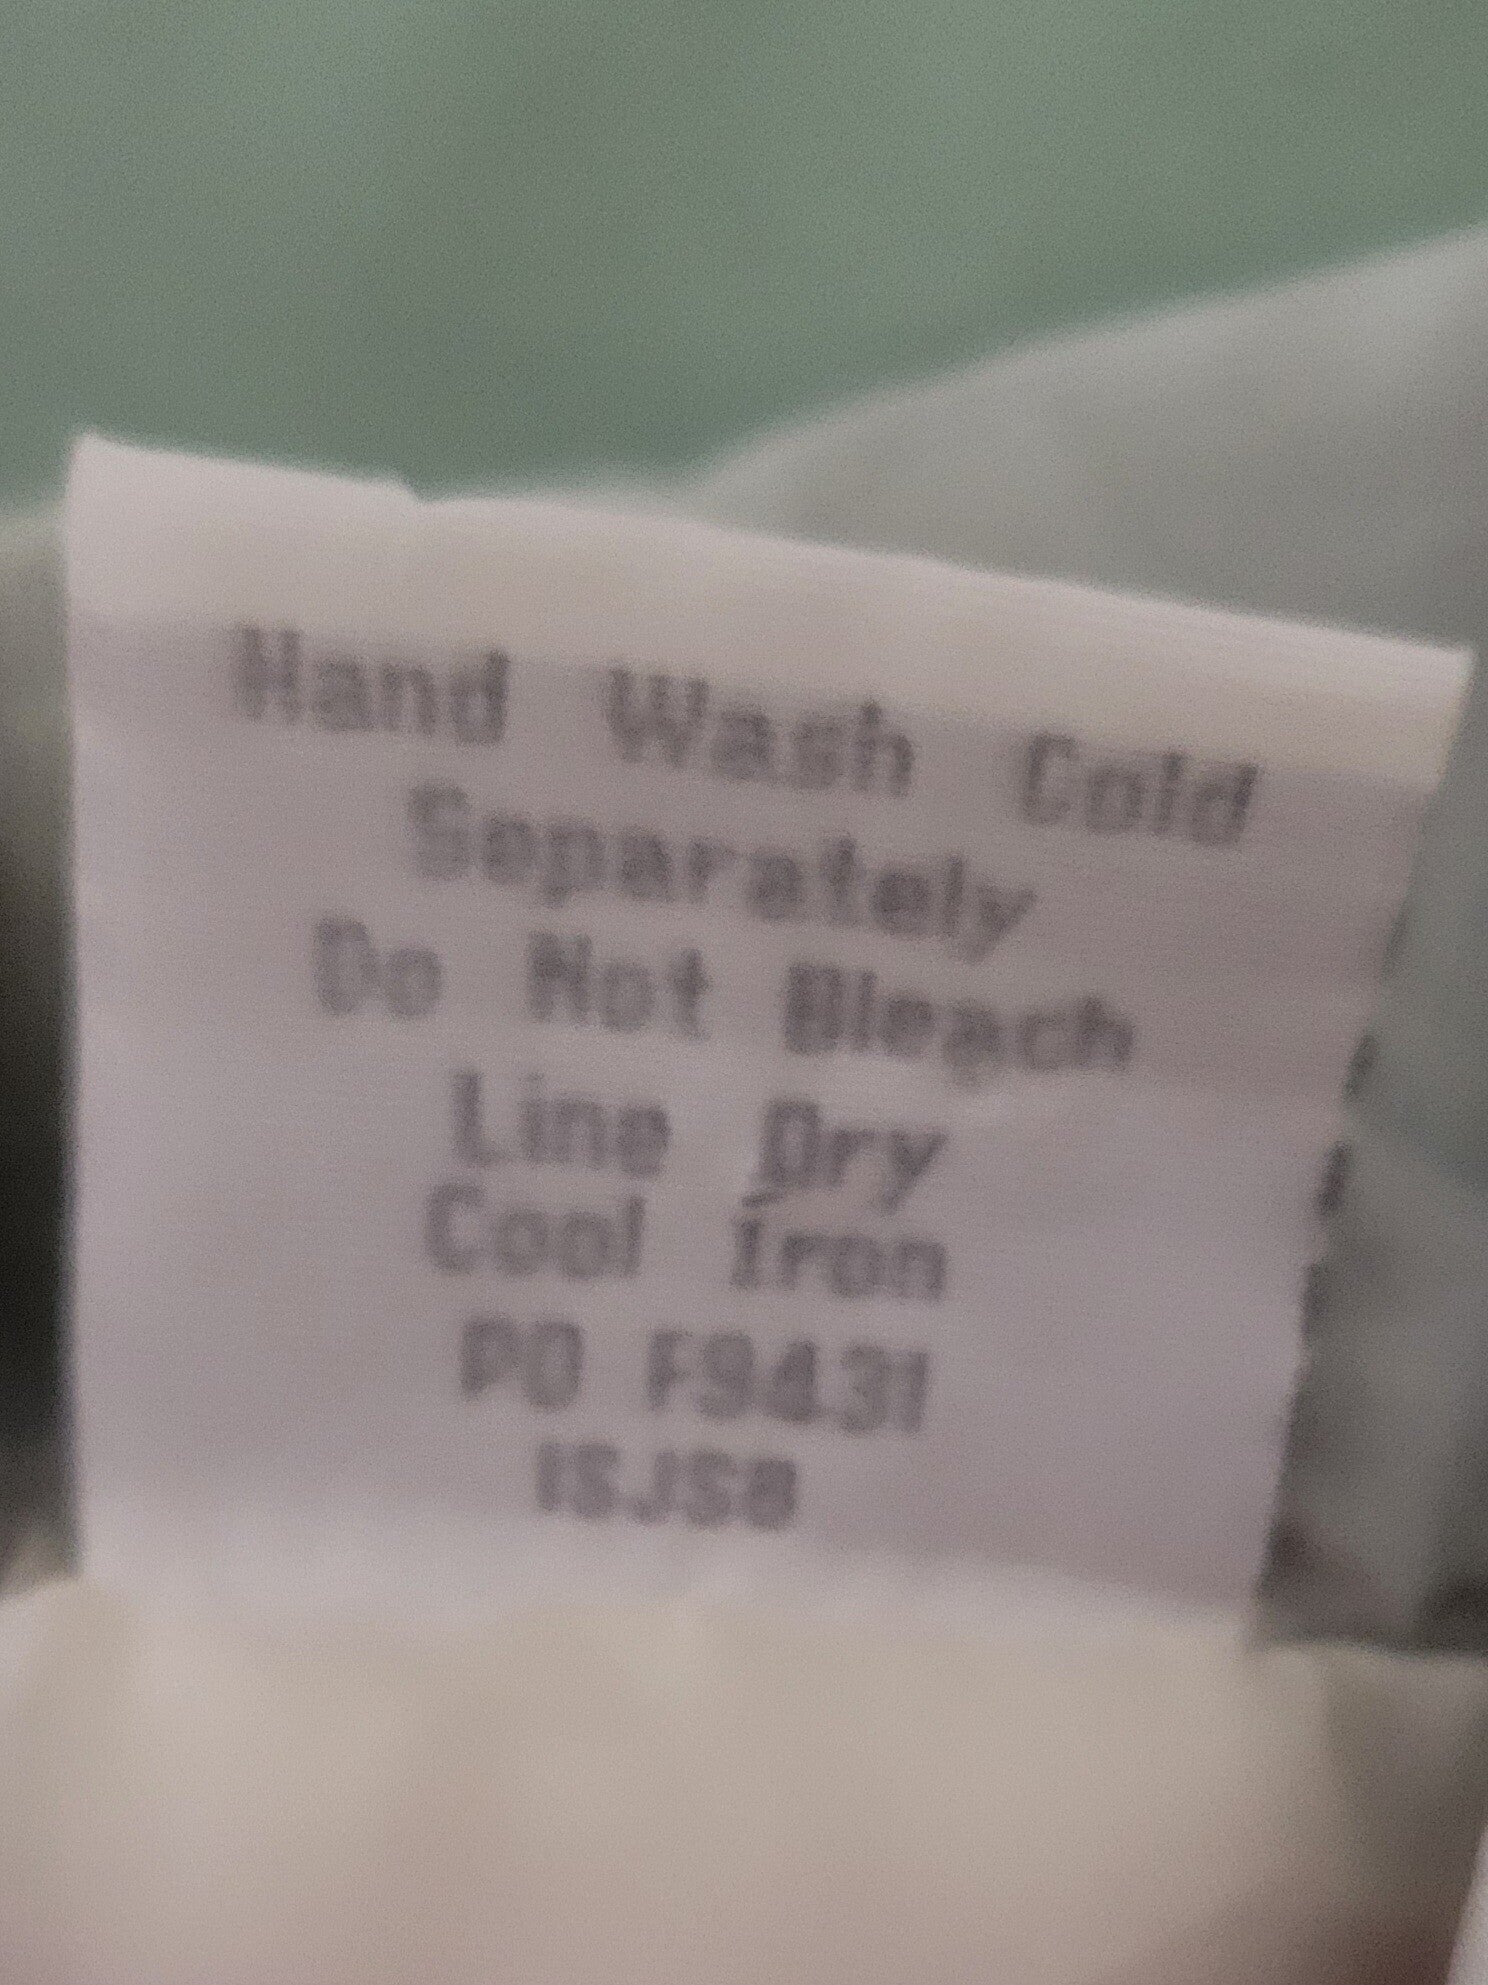 Hand Wash Cold
Separately
Do Not Bleach
Line Dry
Cool Iron
PO F9431